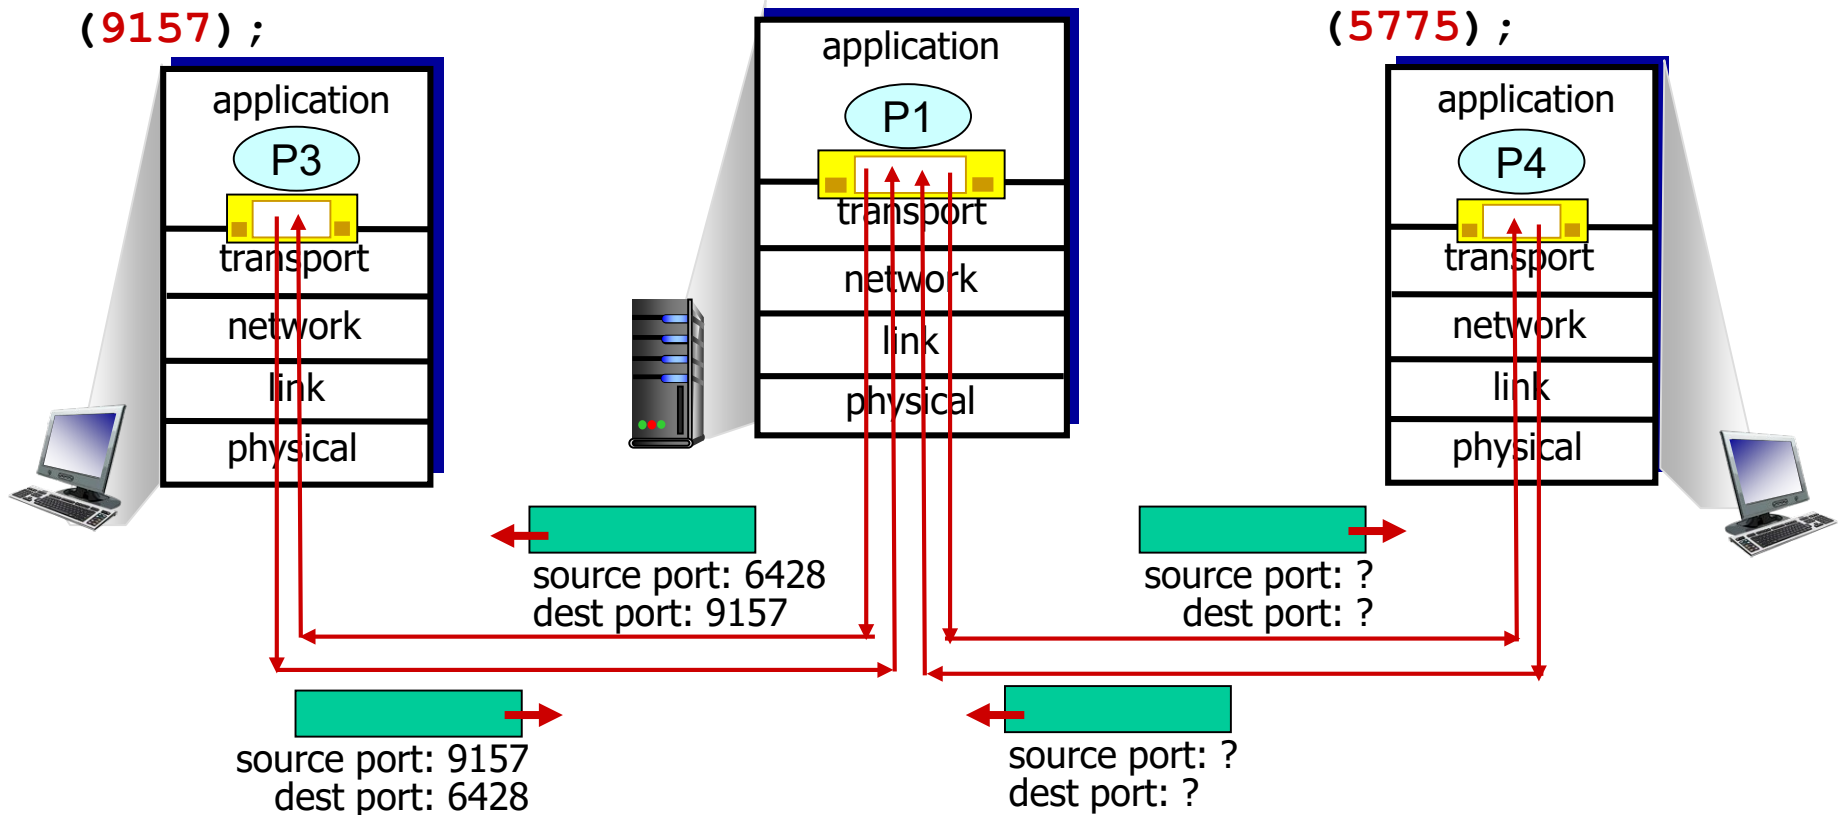 (9157);
application
P3
transport
network
link
physical
application
P1
transport
network
link
physical
(5775);
application
P4
transport
network
link
physical
source port: 6428
dest port: 9157
source port: ?
dest port: ?
source port: 9157
dest port: 6428
source port: ?
dest port: ?